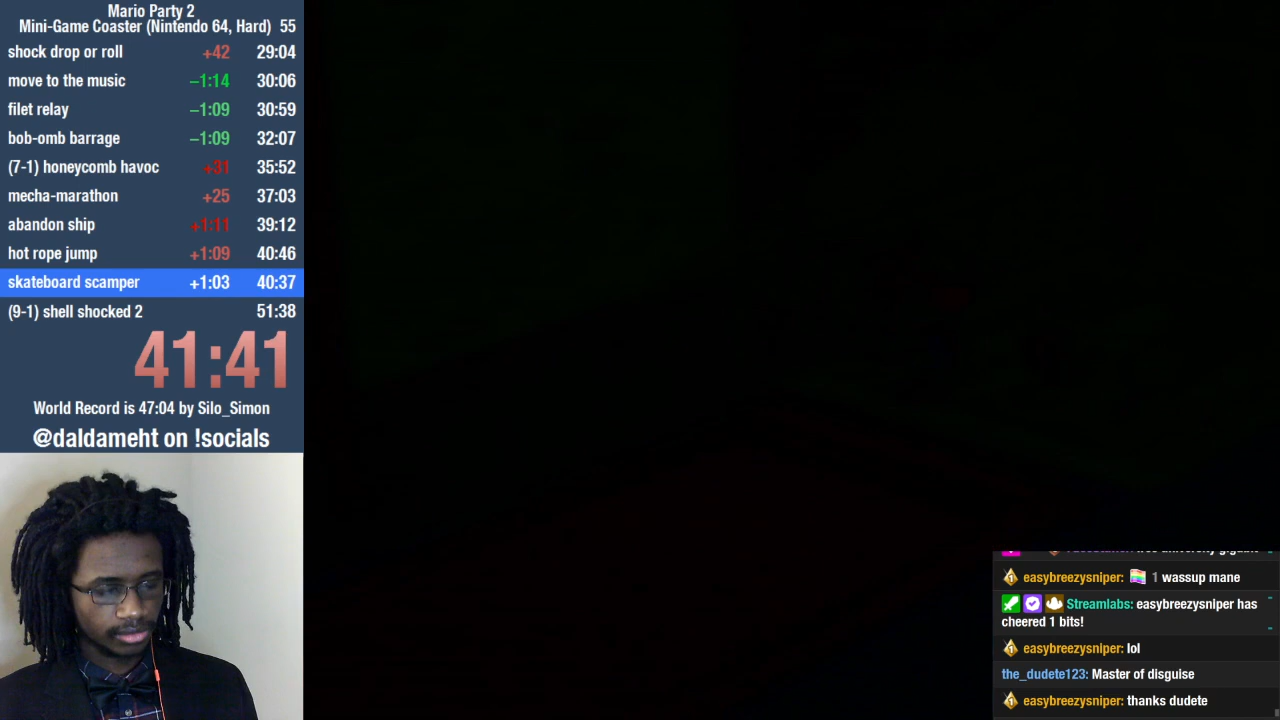 Mario Party 2
Mini-Game Coaster (Nintendo 64, Hard) 55
shock drop or roll +42 29:04
move to the music −1:14 30:06
filet relay −1:09 30:59
bob-omb barrage −1:09 32:07
(7-1) honeycomb havoc +31 35:52
mecha-marathon +25 37:03
abandon ship +1:11 39:12
hot rope jump +1:09 40:46
skateboard scamper +1:03 40:37
(9-1) shell shocked 2 51:38
41:41
World Record is 47:04 by Silo_Simon
@daldameht on !socials
easybreezysniper: 1 wassup mane
Streamlabs: easybreezysniper has
cheered 1 bits!
easybreezysniper: lol
the_dudete123: Master of disguise
easybreezysniper: thanks dudete